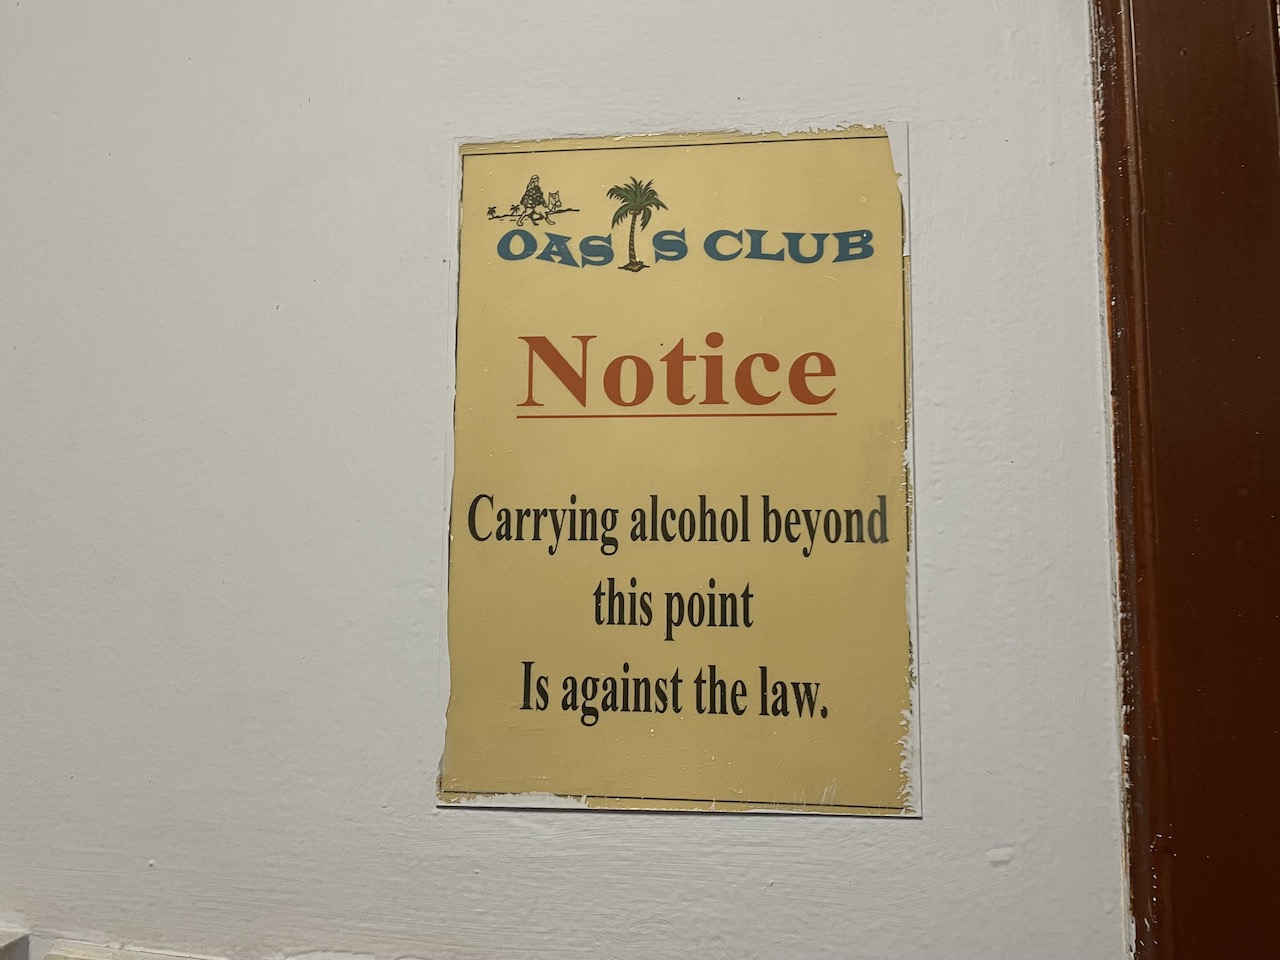 OASIS CLUB
Notice
Carrying alcohol beyond
this point
Is against the law.